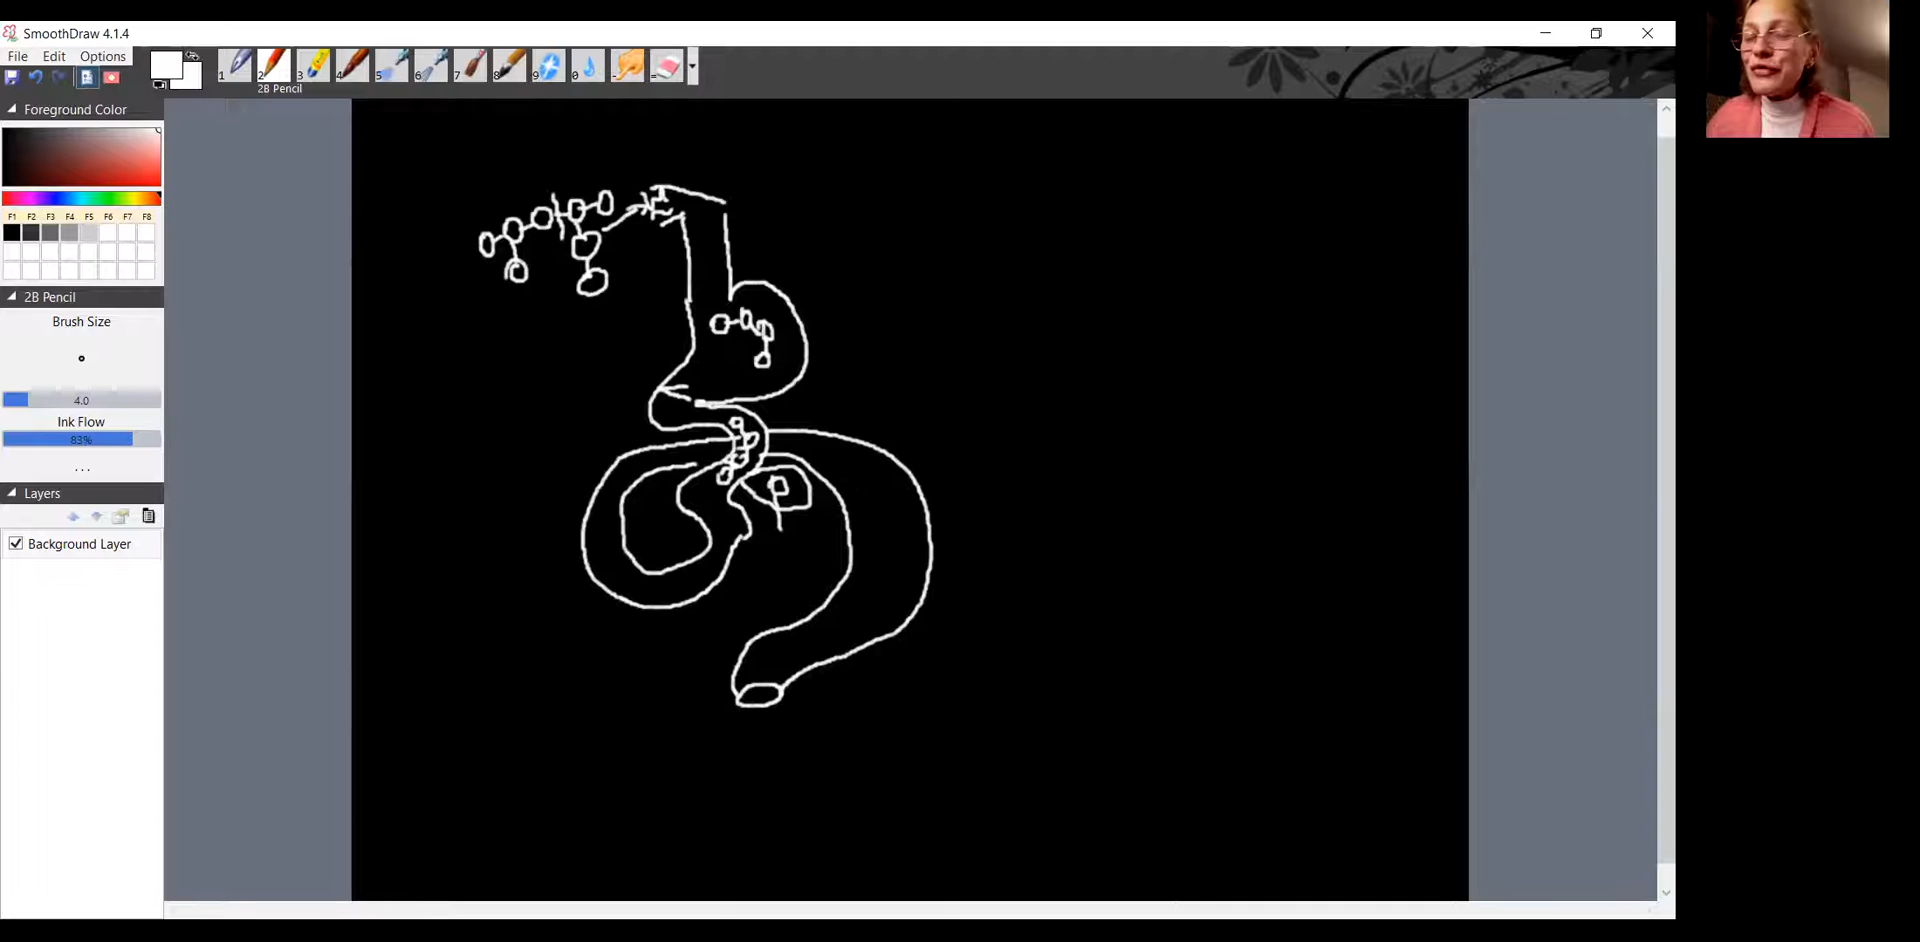 SmoothDraw 4.1.4
File Edit Options
1 2 3 4 5 6 7 8 9 0 - =
2B Pencil
Foreground Color
F1 F2 F3 F4 F5 F6 F7 F8
2B Pencil
Brush Size
4.0
Ink Flow
83%
...
Layers
Background Layer